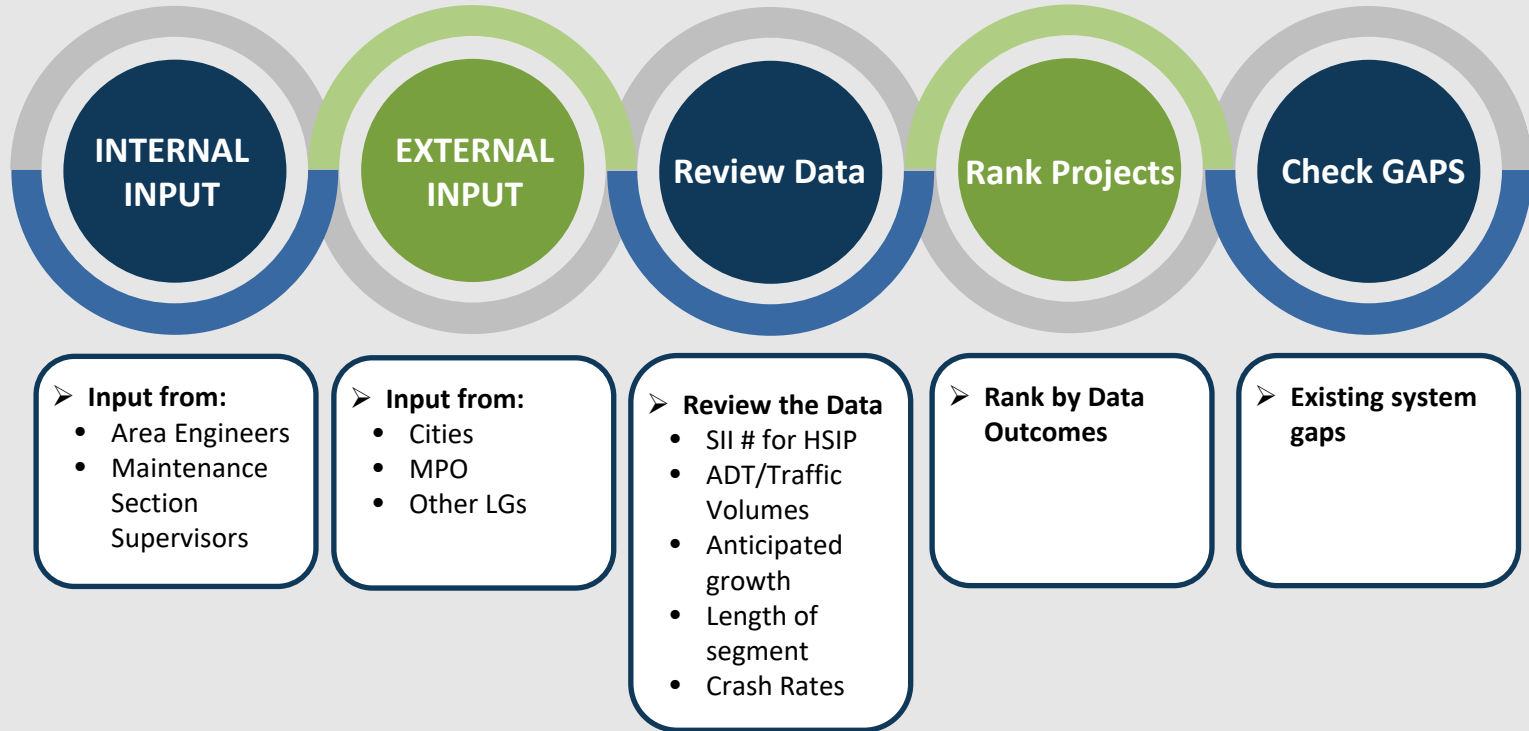 INTERNAL
INPUT
EXTERNAL
INPUT
Review Data
Rank Projects
Check GAPS
➢ Input from:
• Area Engineers
• Maintenance
Section
Supervisors
➢ Input from:
• Cities
• MPO
• Other LGs
➢ Review the Data
• SII # for HSIP
• ADT/Traffic
Volumes
• Anticipated
growth
• Length of
segment
• Crash Rates
➢ Rank by Data
Outcomes
➢ Existing system
gaps